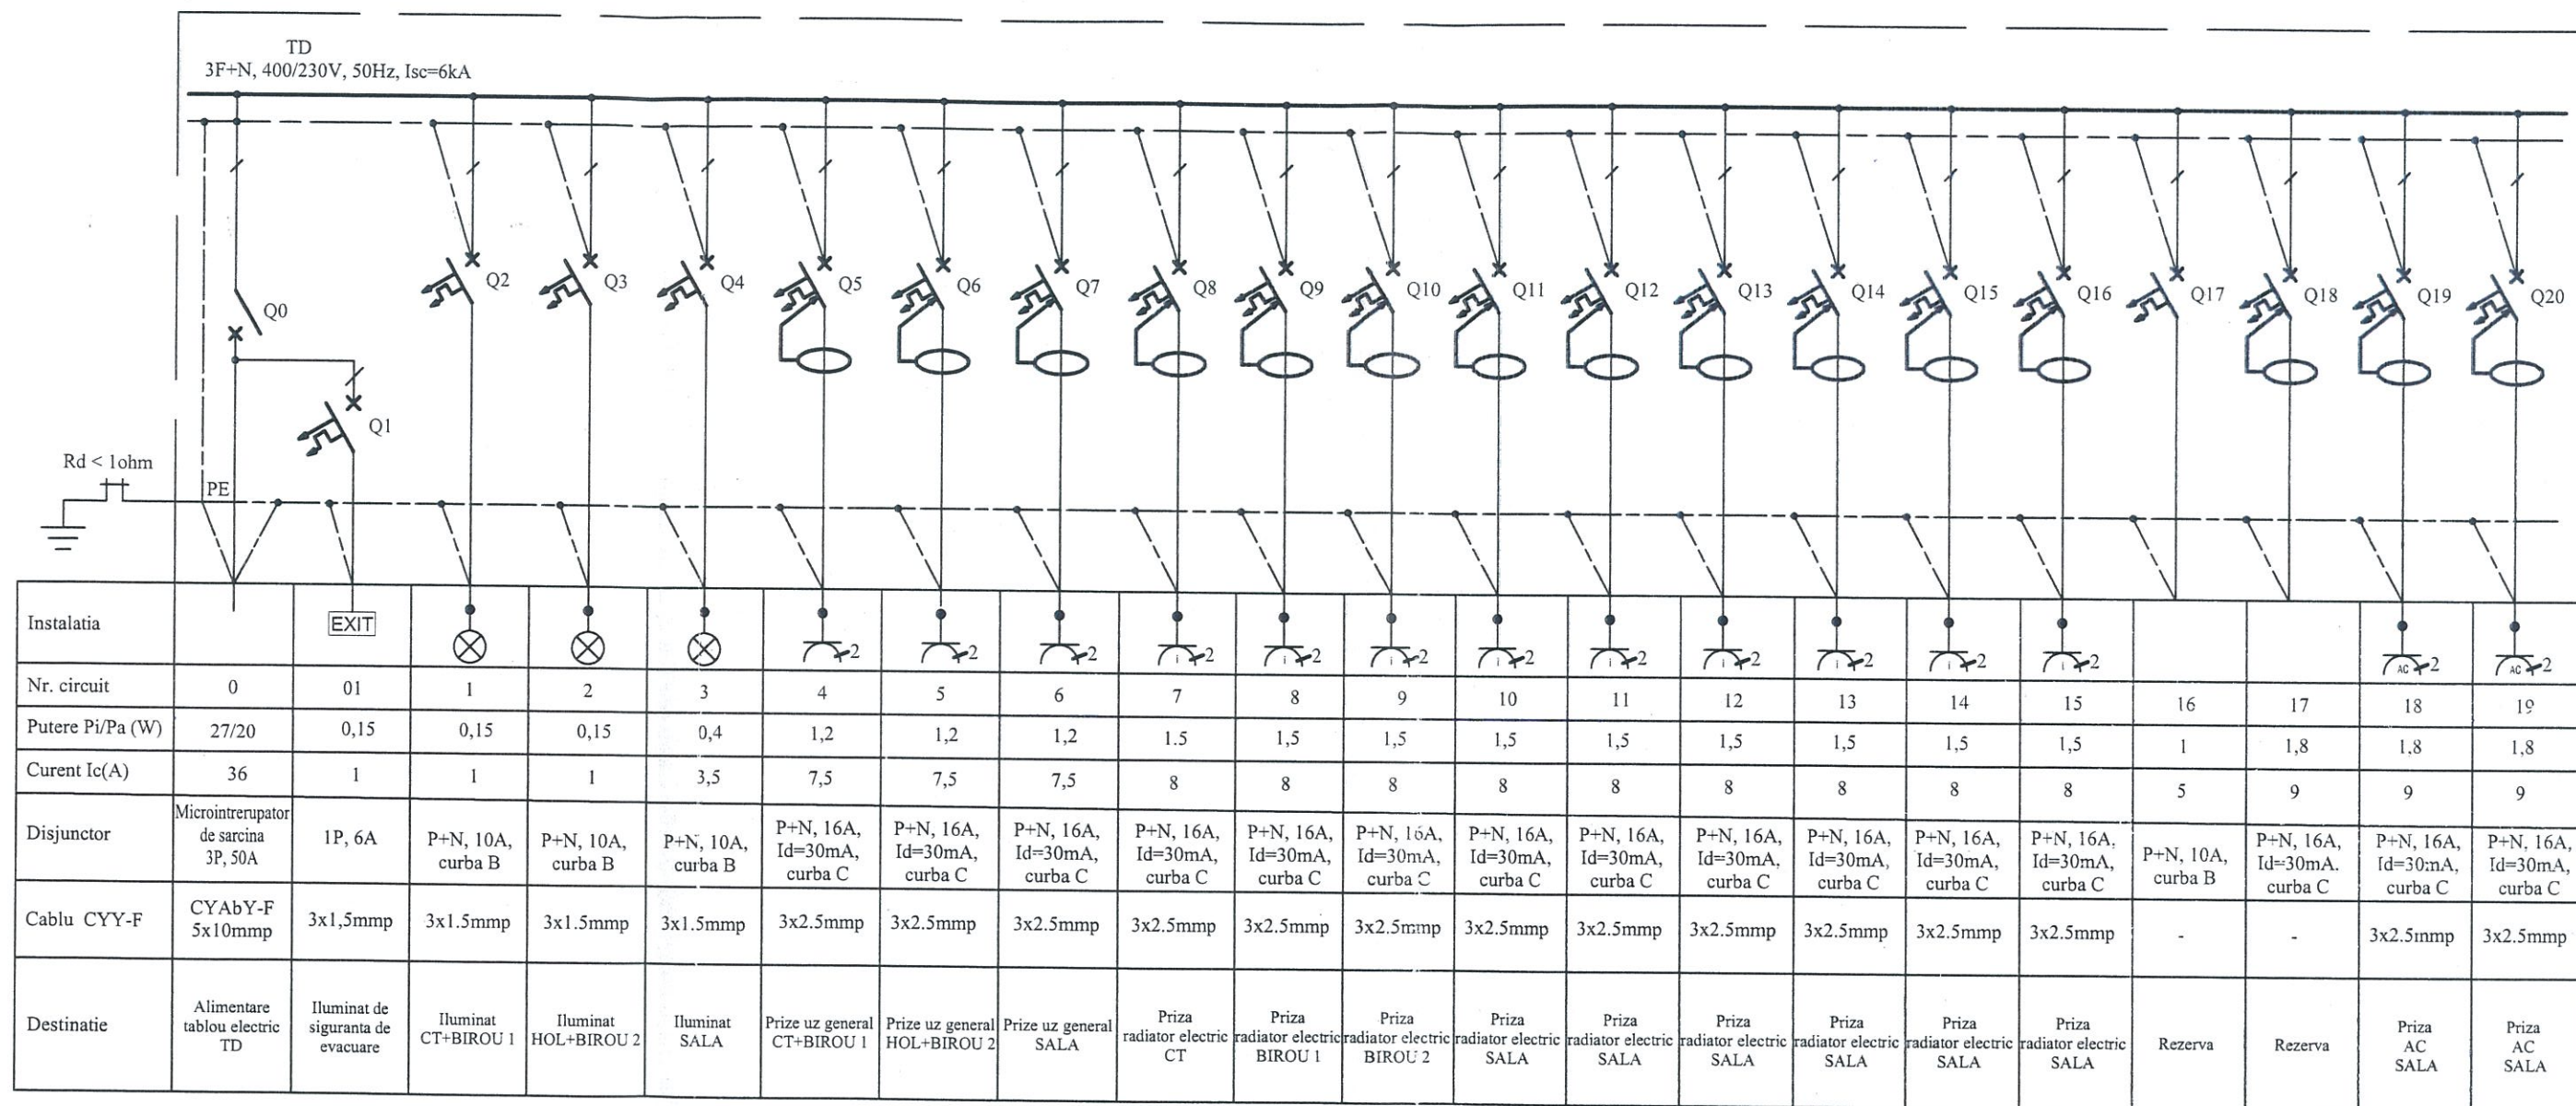 TD
3F+N, 400/230V, 50Hz, Isc=6kA
Q0
Q1
Q2
Q3
Q4
Q5
Q6
Q7
Q8
Q9
Q10
Q11
Q12
Q13
Q14
Q15
Q16
Q17
Q18
Q19
Q20
Rd < 1ohm
PE
Instalatia
EXIT
2
2
2
i 2
i 2
i 2
i 2
i 2
i 2
i 2
i 2
i 2
AC 2
AC 2
Nr. circuit 0 01 1 2 3 4 5 6 7 8 9 10 11 12 13 14 15 16 17 18 19
Putere Pi/Pa (W) 27/20 0,15 0,15 0,15 0,4 1,2 1,2 1,2 1.5 1,5 1,5 1,5 1,5 1,5 1,5 1,5 1,5 1 1,8 1,8 1,8
Curent Ic(A) 36 1 1 1 3,5 7,5 7,5 7,5 8 8 8 8 8 8 8 8 8 5 9 9 9
Disjunctor
Microintrerupator
de sarcina
3P, 50A
1P, 6A
P+N, 10A,
curba B
P+N, 10A,
curba B
P+N, 10A,
curba B
P+N, 16A,
Id=30mA,
curba C
P+N, 16A,
Id=30mA,
curba C
P+N, 16A,
Id=30mA,
curba C
P+N, 16A,
Id=30mA,
curba C
P+N, 16A,
Id=30mA,
curba C
P+N, 16A,
Id=30mA,
curba C
P+N, 16A,
Id=30mA,
curba C
P+N, 16A,
Id=30mA,
curba C
P+N, 16A,
Id=30mA,
curba C
P+N, 16A,
Id=30mA,
curba C
P+N, 16A,
Id=30mA,
curba C
P+N, 16A,
Id=30mA,
curba C
P+N, 10A,
curba B
P+N, 16A,
Id=30mA.
curba C
P+N, 16A,
Id=30mA,
curba C
P+N, 16A,
Id=30mA,
curba C
Cablu CYY-F
CYAbY-F
5x10mmp
3x1,5mmp
3x1.5mmp
3x1.5mmp
3x1.5mmp
3x2.5mmp
3x2.5mmp
3x2.5mmp
3x2.5mmp
3x2.5mmp
3x2.5mmp
3x2.5mmp
3x2.5mmp
3x2.5mmp
3x2.5mmp
3x2.5mmp
3x2.5mmp
-
-
3x2.5mmp
3x2.5mmp
Destinatie
Alimentare
tablou electric
TD
Iluminat de
siguranta de
evacuare
Iluminat
CT+BIROU 1
Iluminat
HOL+BIROU 2
Iluminat
SALA
Prize uz general
CT+BIROU 1
Prize uz general
HOL+BIROU 2
Prize uz general
SALA
Priza
radiator electric
CT
Priza
radiator electric
BIROU 1
Priza
radiator electric
BIROU 2
Priza
radiator electric
SALA
Priza
radiator electric
SALA
Priza
radiator electric
SALA
Priza
radiator electric
SALA
Priza
radiator electric
SALA
Priza
radiator electric
SALA
Rezerva
Rezerva
Priza
AC
SALA
Priza
AC
SALA